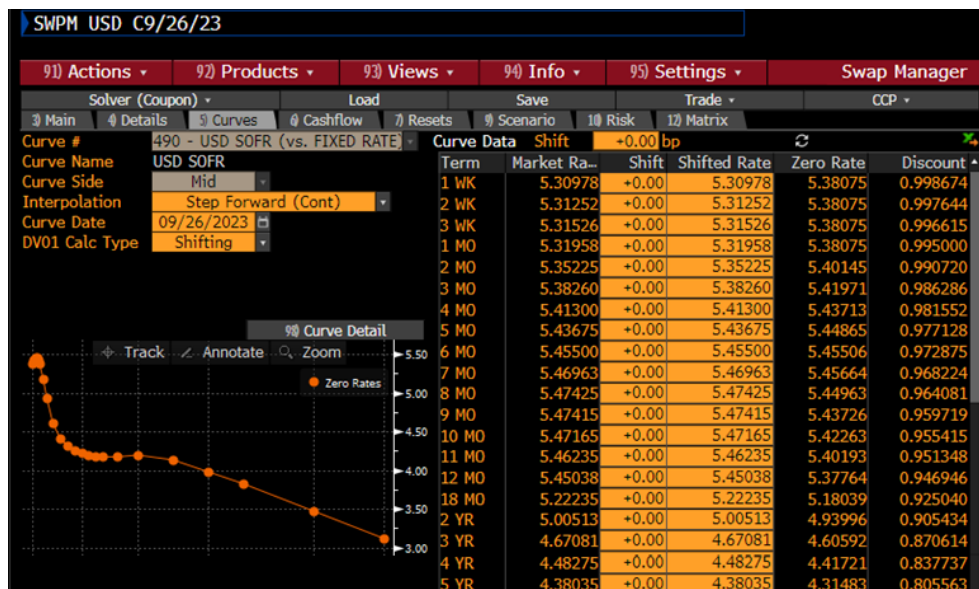 SWPM USD C9/26/23
91) Actions 92) Products 93) Views 94) Info 95) Settings Swap Manager
Solver (Coupon) Load Save Trade CCP
3) Main 4) Details 5) Curves 6) Cashflow 7) Resets 9) Scenario 10) Risk 12) Matrix
Curve # 490 - USD SOFR (vs. FIXED RATE) Curve Data Shift +0.00 bp
Curve Name USD SOFR
Curve Side Mid
Interpolation Step Forward (Cont)
Curve Date 09/26/2023
DV01 Calc Type Shifting
98) Curve Detail
Track Annotate Zoom
Zero Rates
5.50
5.00
4.50
4.00
3.50
3.00
Term Market Ra... Shift Shifted Rate Zero Rate Discount
1 WK 5.30978 +0.00 5.30978 5.38075 0.998674
2 WK 5.31252 +0.00 5.31252 5.38075 0.997644
3 WK 5.31526 +0.00 5.31526 5.38075 0.996615
1 MO 5.31958 +0.00 5.31958 5.38075 0.995000
2 MO 5.35225 +0.00 5.35225 5.40145 0.990720
3 MO 5.38260 +0.00 5.38260 5.41971 0.986286
4 MO 5.41300 +0.00 5.41300 5.43713 0.981552
5 MO 5.43675 +0.00 5.43675 5.44865 0.977128
6 MO 5.45500 +0.00 5.45500 5.45506 0.972875
7 MO 5.46963 +0.00 5.46963 5.45664 0.968224
8 MO 5.47425 +0.00 5.47425 5.44963 0.964081
9 MO 5.47415 +0.00 5.47415 5.43726 0.959719
10 MO 5.47165 +0.00 5.47165 5.42263 0.955415
11 MO 5.46235 +0.00 5.46235 5.40193 0.951348
12 MO 5.45038 +0.00 5.45038 5.37764 0.946946
18 MO 5.22235 +0.00 5.22235 5.18039 0.925040
2 YR 5.00513 +0.00 5.00513 4.93996 0.905434
3 YR 4.67081 +0.00 4.67081 4.60592 0.870614
4 YR 4.48275 +0.00 4.48275 4.41721 0.837737
5 YR 4.38035 +0.00 4.38035 4.31483 0.805563